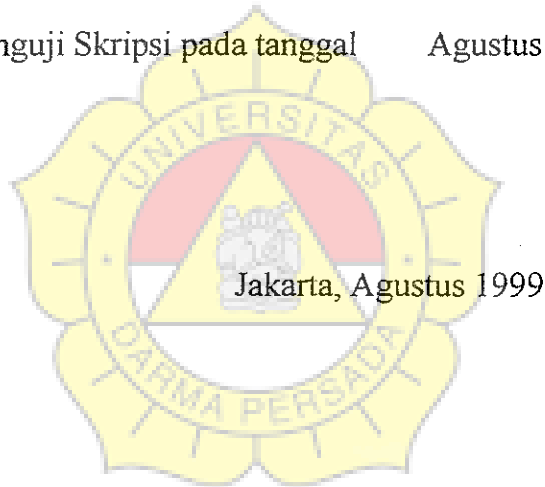 nguji Skripsi pada tanggal Agustus
UNIVERSITAS
Jakarta, Agustus 1999
DARMA PERSADA